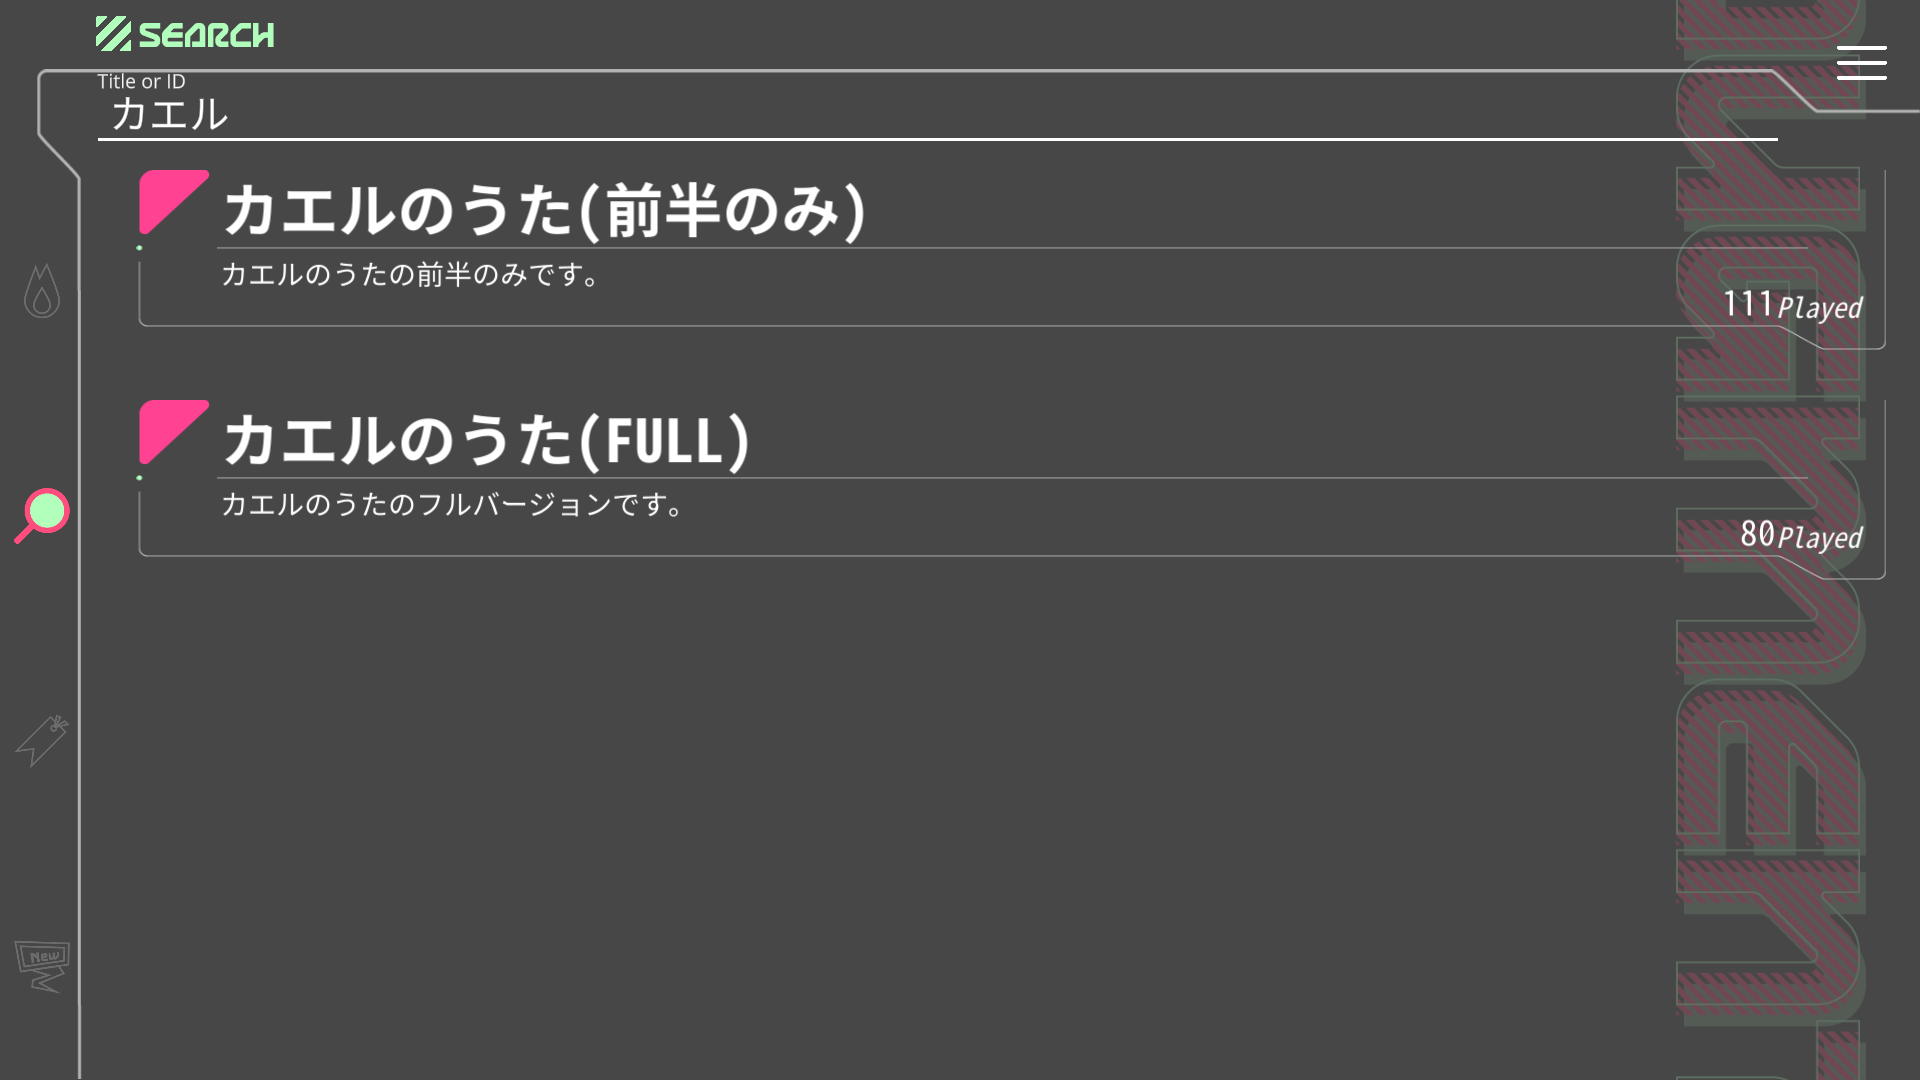 SEARCH
Title or ID
カエル
カエルのうた(前半のみ)
カエルのうたの前半のみです。
111Played
カエルのうた(FULL)
カエルのうたのフルバージョンです。
80Played
New